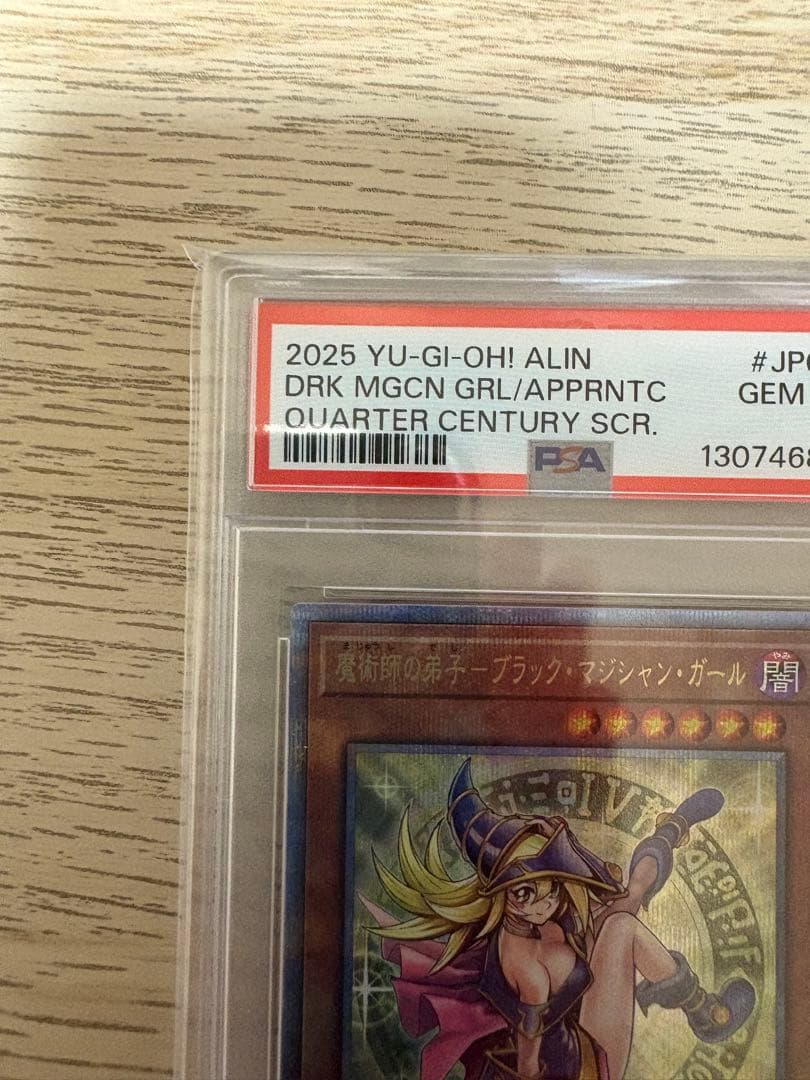 2025 YU-GI-OH! ALIN
DRK MGCN GRL/APPRNTC
QUARTER CENTURY SCR.
#JP
GEM
PSA
130746
魔術師の弟子－ブラック・マジシャン・ガール
闇